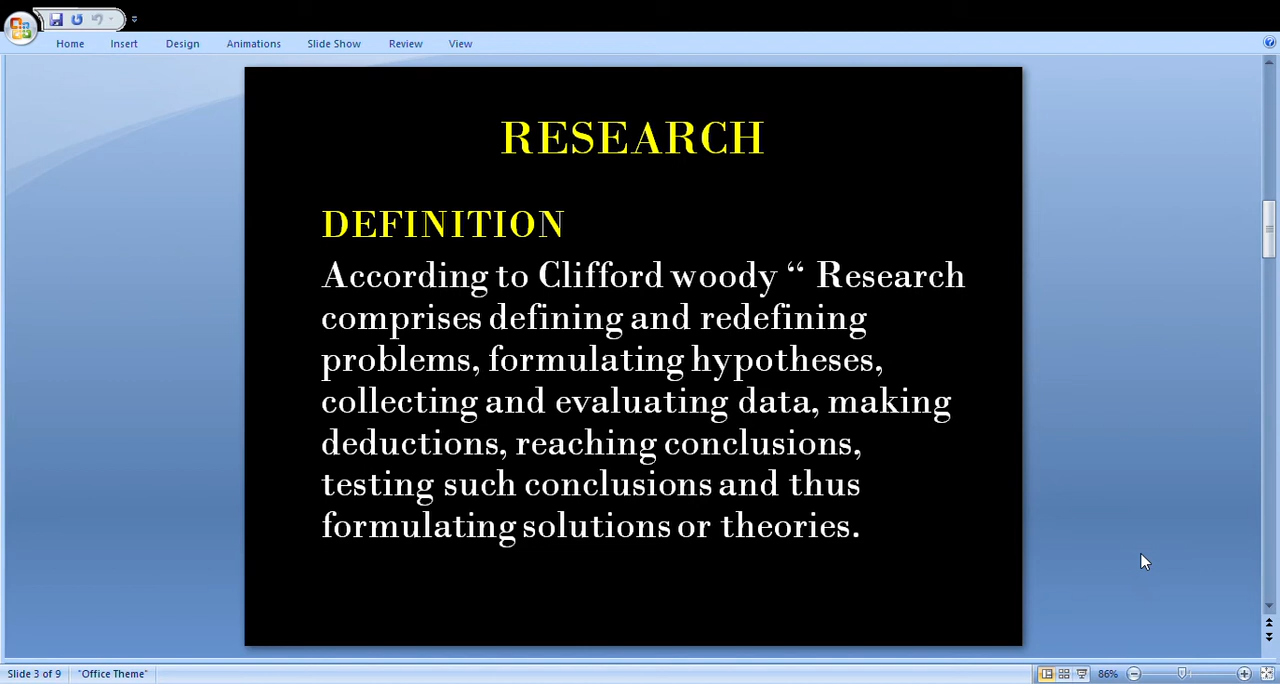 Home Insert Design Animations Slide Show Review View
RESEARCH
DEFINITION
According to Clifford woody “ Research
comprises defining and redefining
problems, formulating hypotheses,
collecting and evaluating data, making
deductions, reaching conclusions,
testing such conclusions and thus
formulating solutions or theories.
Slide 3 of 9 "Office Theme" 86%